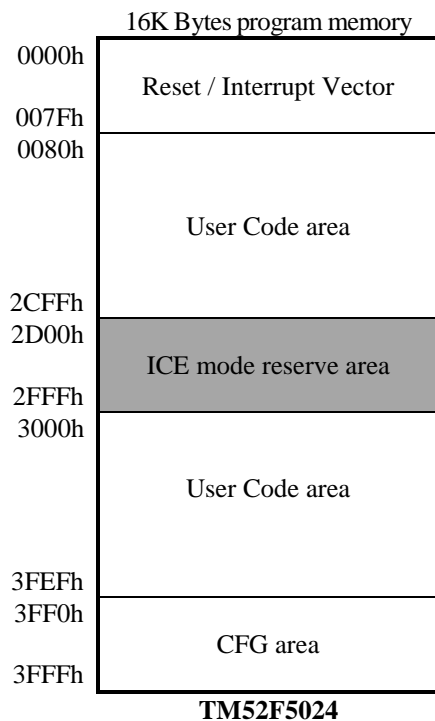 16K Bytes program memory
0000h
Reset / Interrupt Vector
007Fh
0080h
User Code area
2CFFh
2D00h
ICE mode reserve area
2FFFh
3000h
User Code area
3FEFh
3FF0h
CFG area
3FFFh
TM52F5024